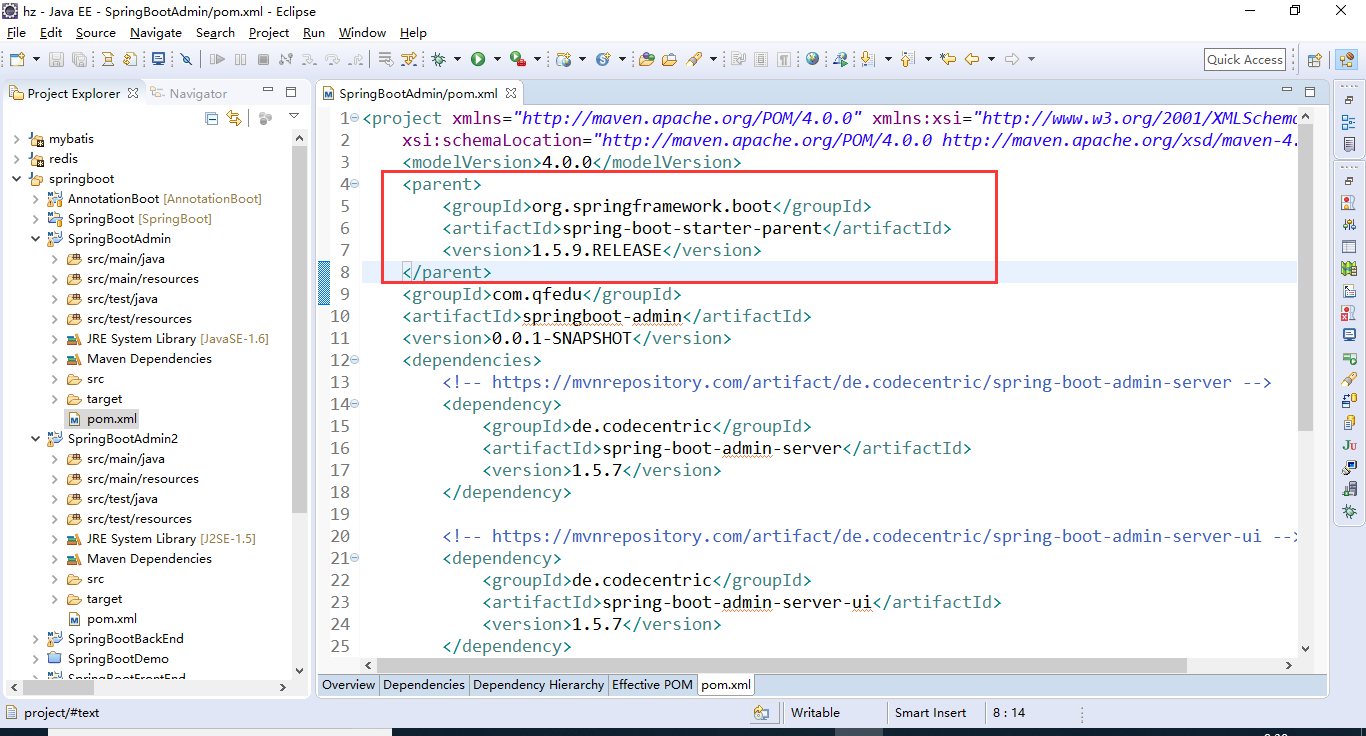 hz - Java EE - SpringBootAdmin/pom.xml - Eclipse
File Edit Source Navigate Search Project Run Window Help
Quick Access
Project Explorer Navigator
mybatis
redis
springboot
AnnotationBoot [AnnotationBoot]
SpringBoot [SpringBoot]
SpringBootAdmin
src/main/java
src/main/resources
src/test/java
src/test/resources
JRE System Library [JavaSE-1.6]
Maven Dependencies
src
target
pom.xml
SpringBootAdmin2
src/main/java
src/main/resources
src/test/java
src/test/resources
JRE System Library [J2SE-1.5]
Maven Dependencies
src
target
pom.xml
SpringBootBackEnd
SpringBootDemo
SpringBootFrontEnd
SpringBootAdmin/pom.xml
1 <project xmlns="http://maven.apache.org/POM/4.0.0" xmlns:xsi="http://www.w3.org/2001/XMLSchema
2 xsi:schemaLocation="http://maven.apache.org/POM/4.0.0 http://maven.apache.org/xsd/maven-4.
3 <modelVersion>4.0.0</modelVersion>
4 <parent>
5 <groupId>org.springframework.boot</groupId>
6 <artifactId>spring-boot-starter-parent</artifactId>
7 <version>1.5.9.RELEASE</version>
8 </parent>
9 <groupId>com.qfedu</groupId>
10 <artifactId>springboot-admin</artifactId>
11 <version>0.0.1-SNAPSHOT</version>
12 <dependencies>
13 <!-- https://mvnrepository.com/artifact/de.codecentric/spring-boot-admin-server -->
14 <dependency>
15 <groupId>de.codecentric</groupId>
16 <artifactId>spring-boot-admin-server</artifactId>
17 <version>1.5.7</version>
18 </dependency>
19
20 <!-- https://mvnrepository.com/artifact/de.codecentric/spring-boot-admin-server-ui -->
21 <dependency>
22 <groupId>de.codecentric</groupId>
23 <artifactId>spring-boot-admin-server-ui</artifactId>
24 <version>1.5.7</version>
25 </dependency>
Overview Dependencies Dependency Hierarchy Effective POM pom.xml
Ju
project/#text Writable Smart Insert 8 : 14